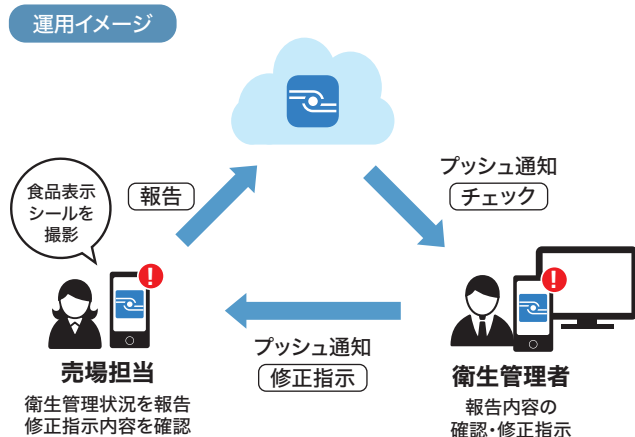 運用イメージ
食品表示
シールを
撮影
報告
プッシュ通知
チェック
プッシュ通知
修正指示
売場担当
衛生管理状況を報告
修正指示内容を確認
衛生管理者
報告内容の
確認・修正指示